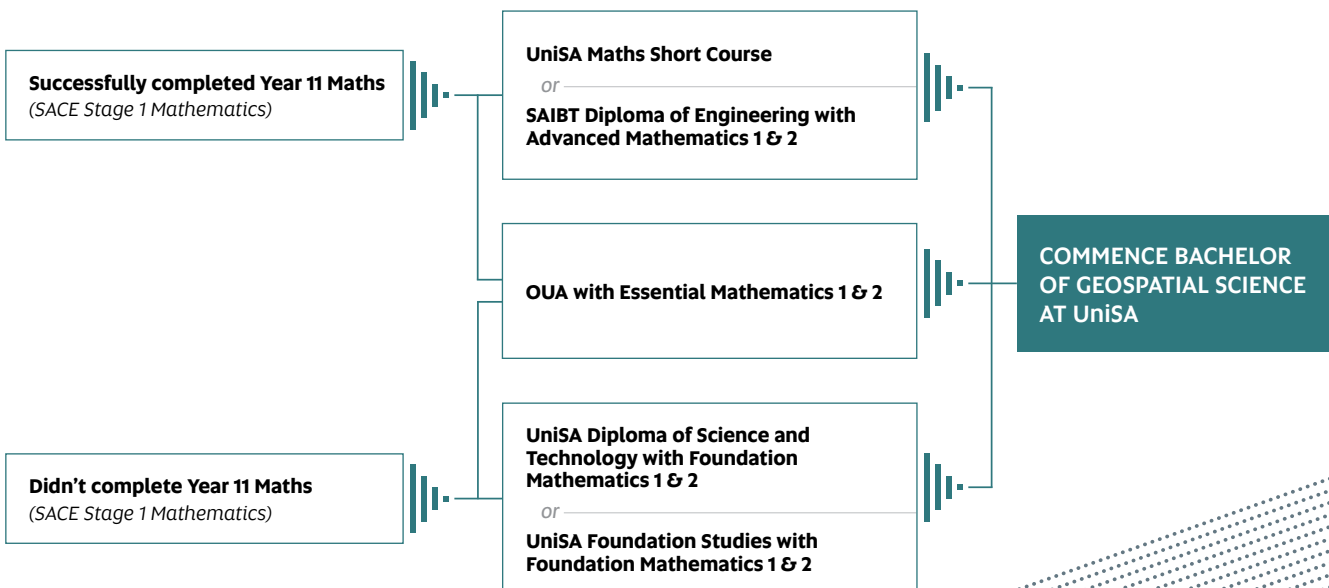 Successfully completed Year 11 Maths
(SACE Stage 1 Mathematics)
UniSA Maths Short Course
or
SAIBT Diploma of Engineering with
Advanced Mathematics 1 & 2
OUA with Essential Mathematics 1 & 2
COMMENCE BACHELOR
OF GEOSPATIAL SCIENCE
AT UniSA
Didn’t complete Year 11 Maths
(SACE Stage 1 Mathematics)
UniSA Diploma of Science and
Technology with Foundation
Mathematics 1 & 2
or
UniSA Foundation Studies with
Foundation Mathematics 1 & 2